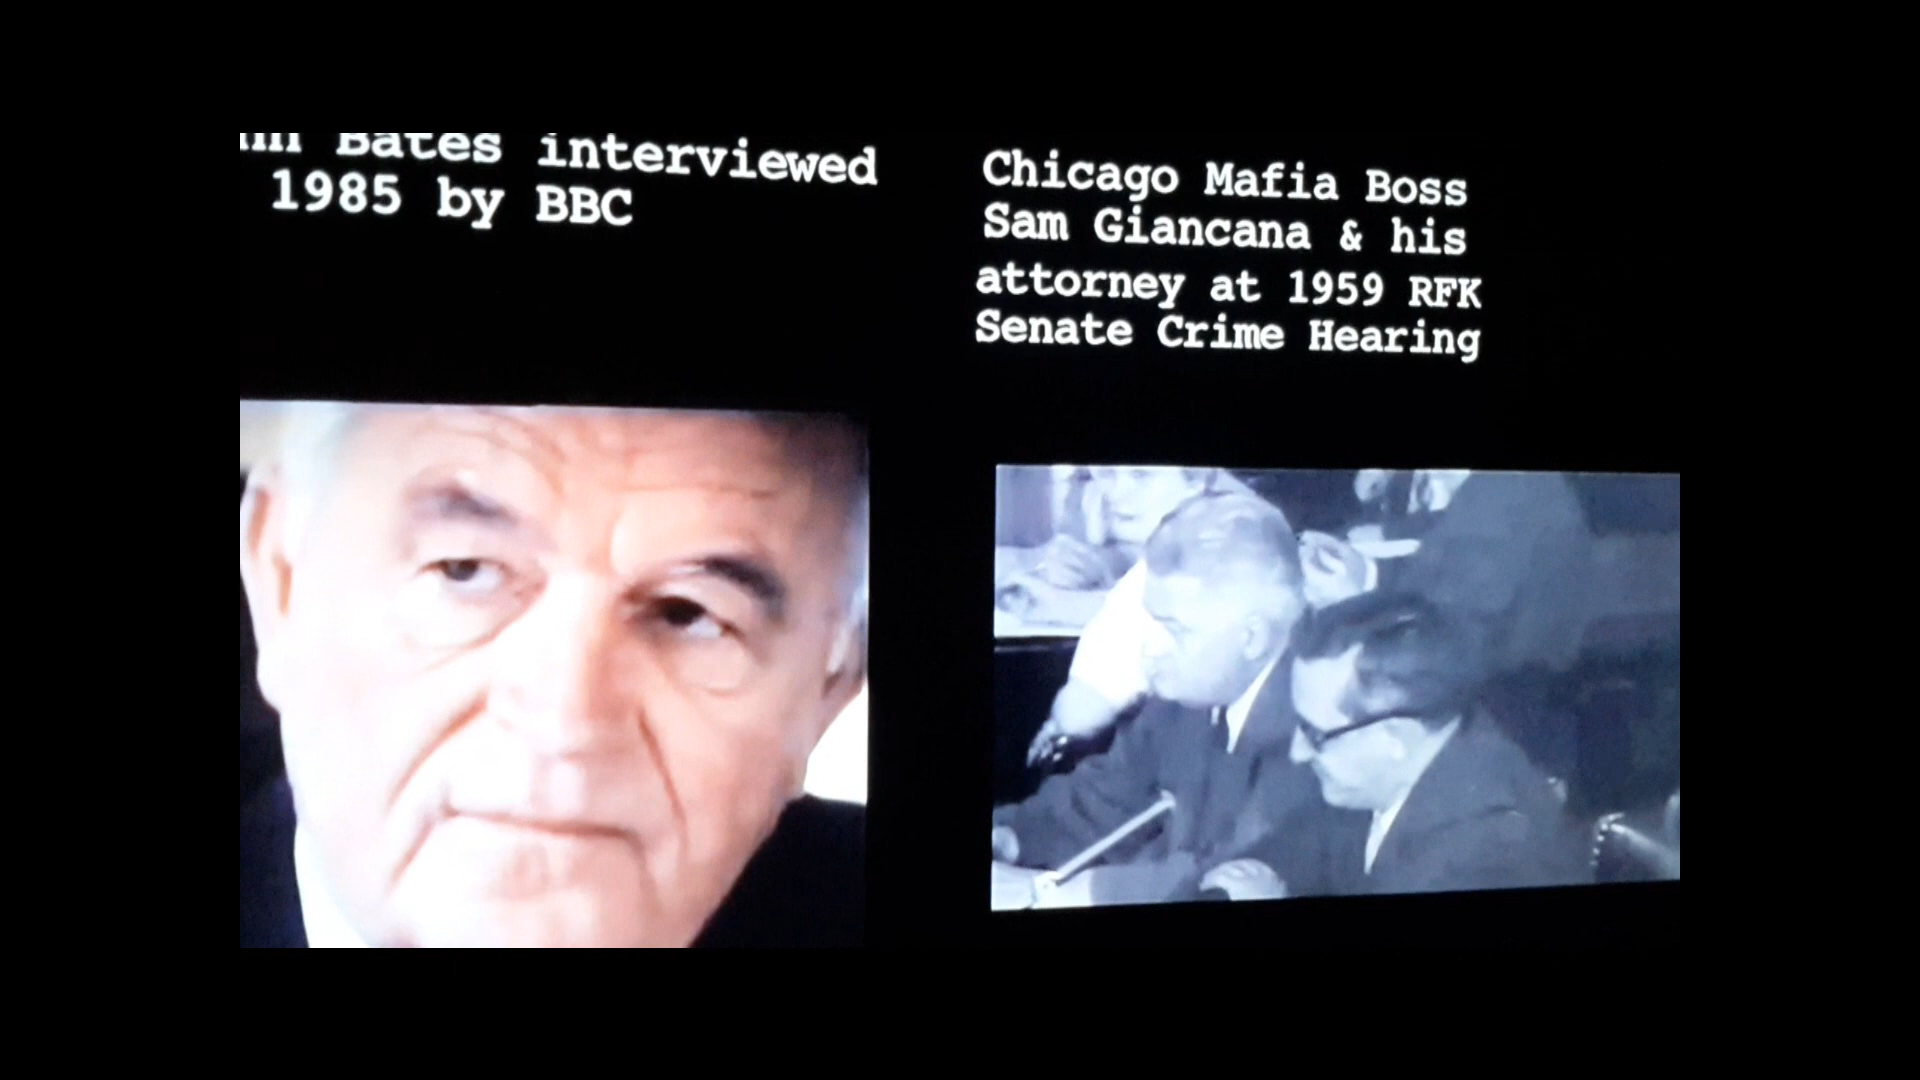 Bates interviewed
1985 by BBC
Chicago Mafia Boss
Sam Giancana & his
attorney at 1959 RFK
Senate Crime Hearing